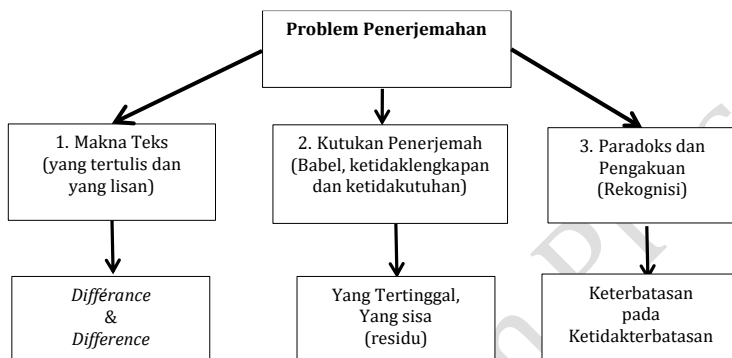 Problem Penerjemahan
1. Makna Teks
(yang tertulis dan
yang lisan)
2. Kutukan Penerjemah
(Babel, ketidaklengkapan
dan ketidakutuhan)
3. Paradoks dan
Pengakuan
(Rekognisi)
Différance
&
Difference
Yang Tertinggal,
Yang sisa
(residu)
Keterbatasan
pada
Ketidakterbatasan